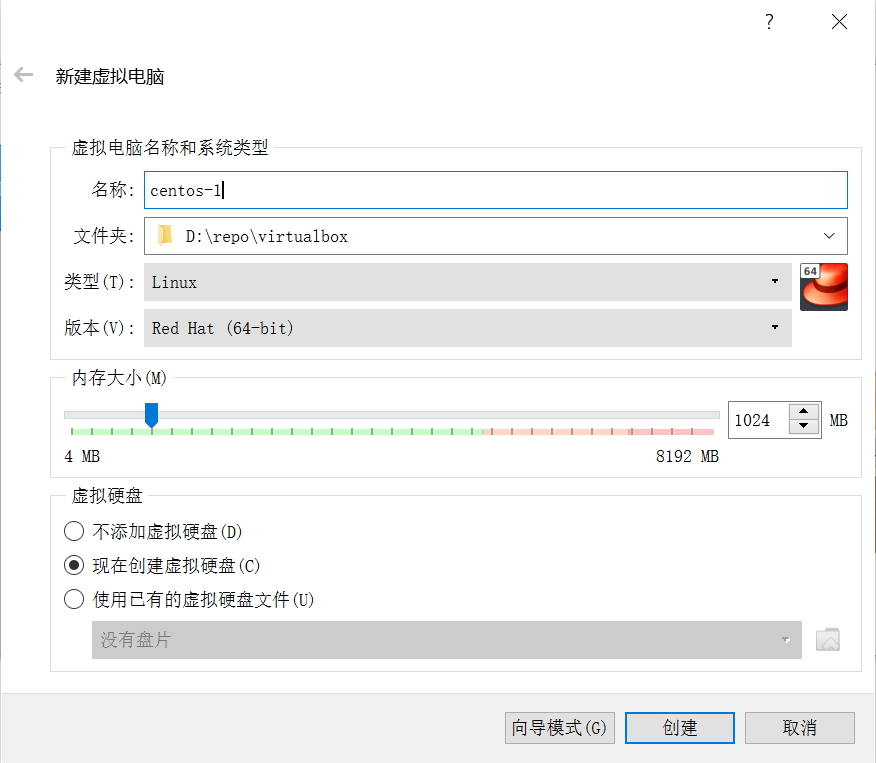 ?
新建虚拟电脑
虚拟电脑名称和系统类型
名称: centos-1
文件夹: D:\repo\virtualbox
类型(T): Linux
64
版本(V): Red Hat (64-bit)
内存大小(M)
1024 MB
4 MB 8192 MB
虚拟硬盘
不添加虚拟硬盘(D)
现在创建虚拟硬盘(C)
使用已有的虚拟硬盘文件(U)
没有盘片
向导模式(G) 创建 取消